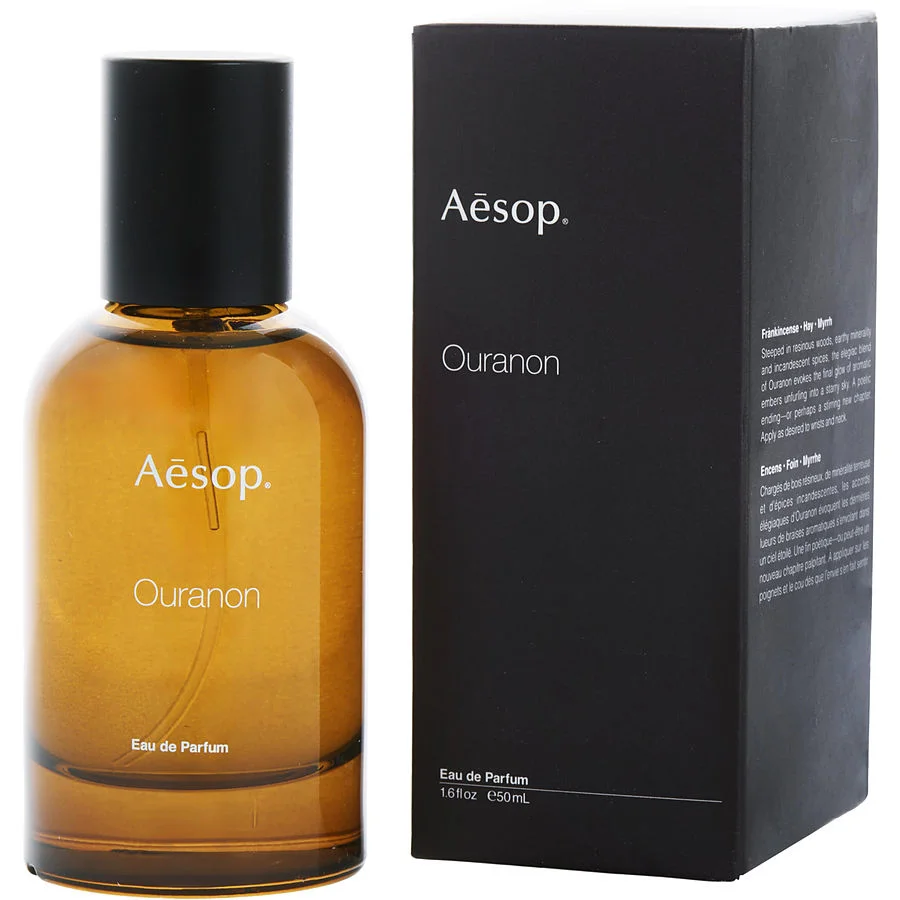 Aēsop®
Ouranon
Eau de Parfum
Aēsop®
Ouranon
Eau de Parfum
1.6 fl oz ℮50mL
Frankincense · Hay · Myrrh
Steeped in resinous woods, earthy minerality
and incandescent spices, the elegiac blend
of Ouranon evokes the final glow of aromatic
embers unfurling into a starry sky. A poetic
ending—or perhaps a stirring new chapter.
Apply as desired to wrists and neck.
Encens · Foin · Myrrhe
Chargés de bois résineux, de minéralité terreuse
et d'épices incandescentes, les accords
élégiaques d'Ouranon évoquent les dernières
lueurs de braises aromatiques s'envolant dans
un ciel étoilé. Une fin poétique—ou peut-être un
nouveau chapitre palpitant. A appliquer sur les
poignets et le cou dès que l'envie s'en fait sentir.